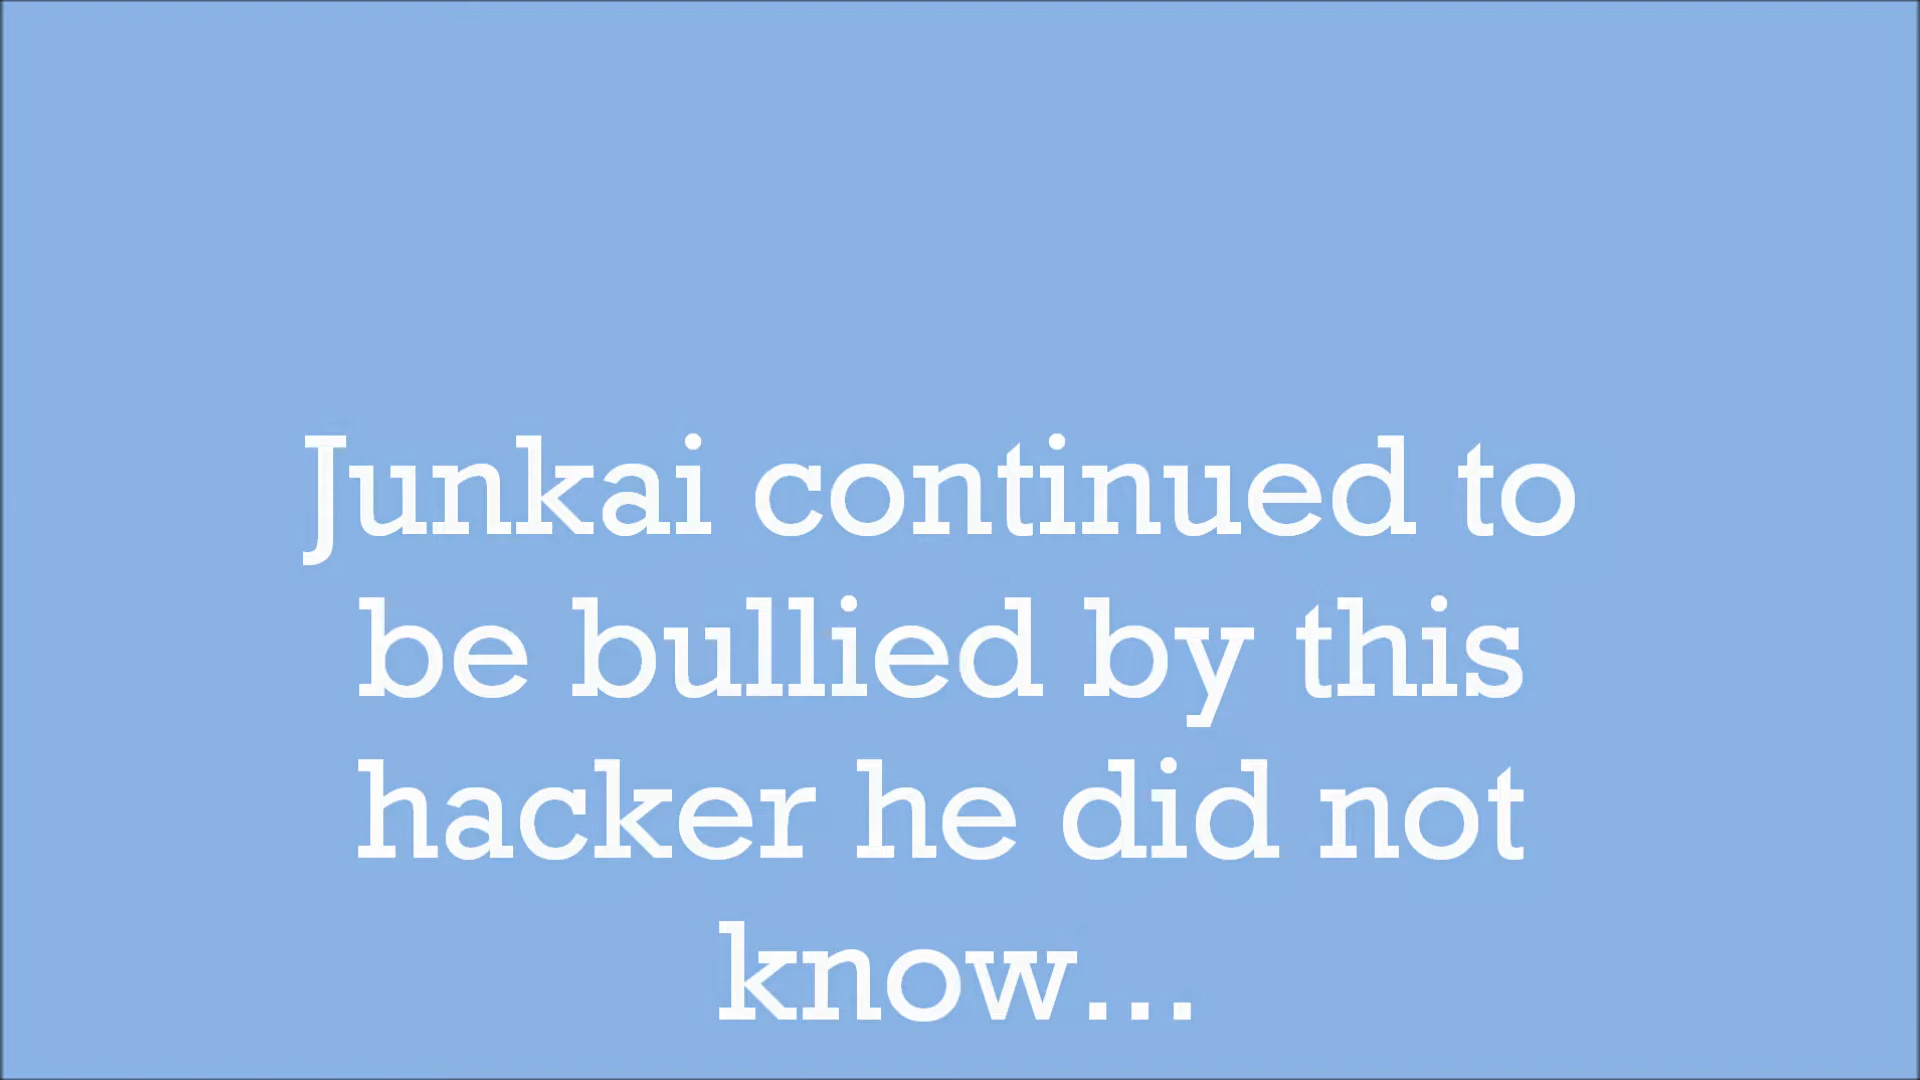 Junkai continued to
be bullied by this
hacker he did not
know...